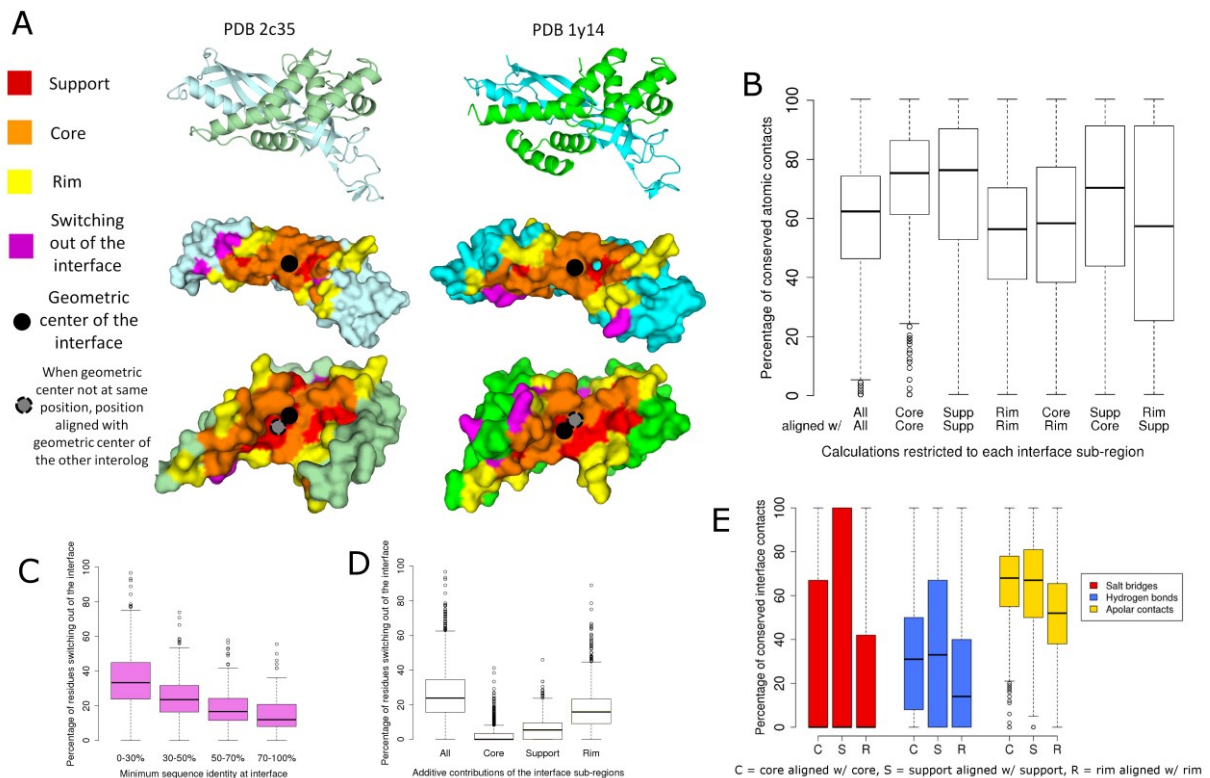 A
PDB 2c35
PDB 1y14
Support
Core
Rim
Switching
out of the
interface
Geometric
center of the
interface
When geometric
center not at same
position, position
aligned with
geometric center of
the other interolog
B
Percentage of conserved atomic contacts
100
80
60
40
20
0
All Core Supp Rim Core Supp Rim
aligned w/ All Core Supp Rim Rim Core Supp
Calculations restricted to each interface sub-region
C
Percentage of residues switching out of the interface
100
80
60
40
20
0
0-30% 30-50% 50-70% 70-100%
Minimum sequence identity at interface
D
Percentage of residues switching out of the interface
100
80
60
40
20
0
All Core Support Rim
Additive contributions of the interface sub-regions
E
Percentage of conserved interface contacts
100
80
60
40
20
0
C S R C S R C S R
Salt bridges
Hydrogen bonds
Apolar contacts
C = core aligned w/ core, S = support aligned w/ support, R = rim aligned w/ rim